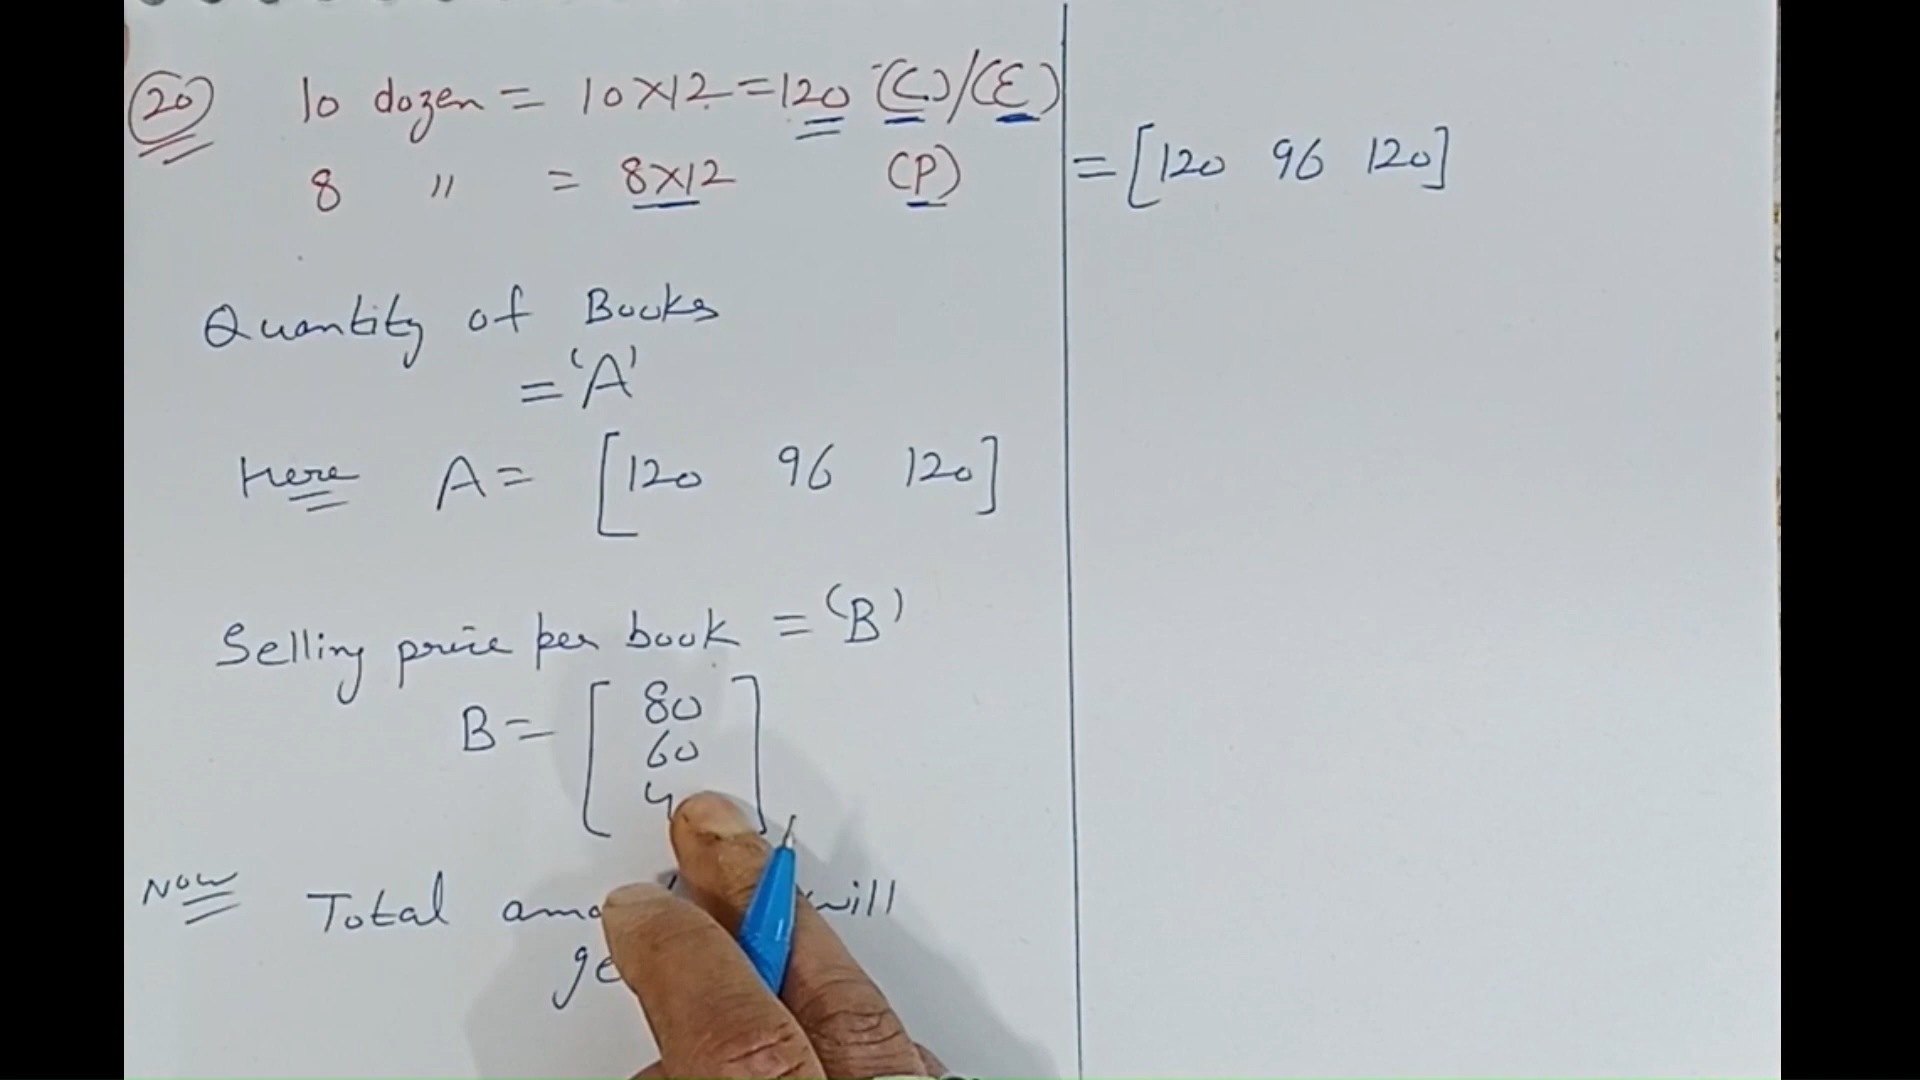 20 10 dozen = 10×12 = 120 (C)/(E)
8 " = 8×12 (P)
Quantity of Books
= 'A'
Here A = [120 96 120]
Selling price per book = 'B'
B = [80
60
4
Now Total will
= [120 96 120]